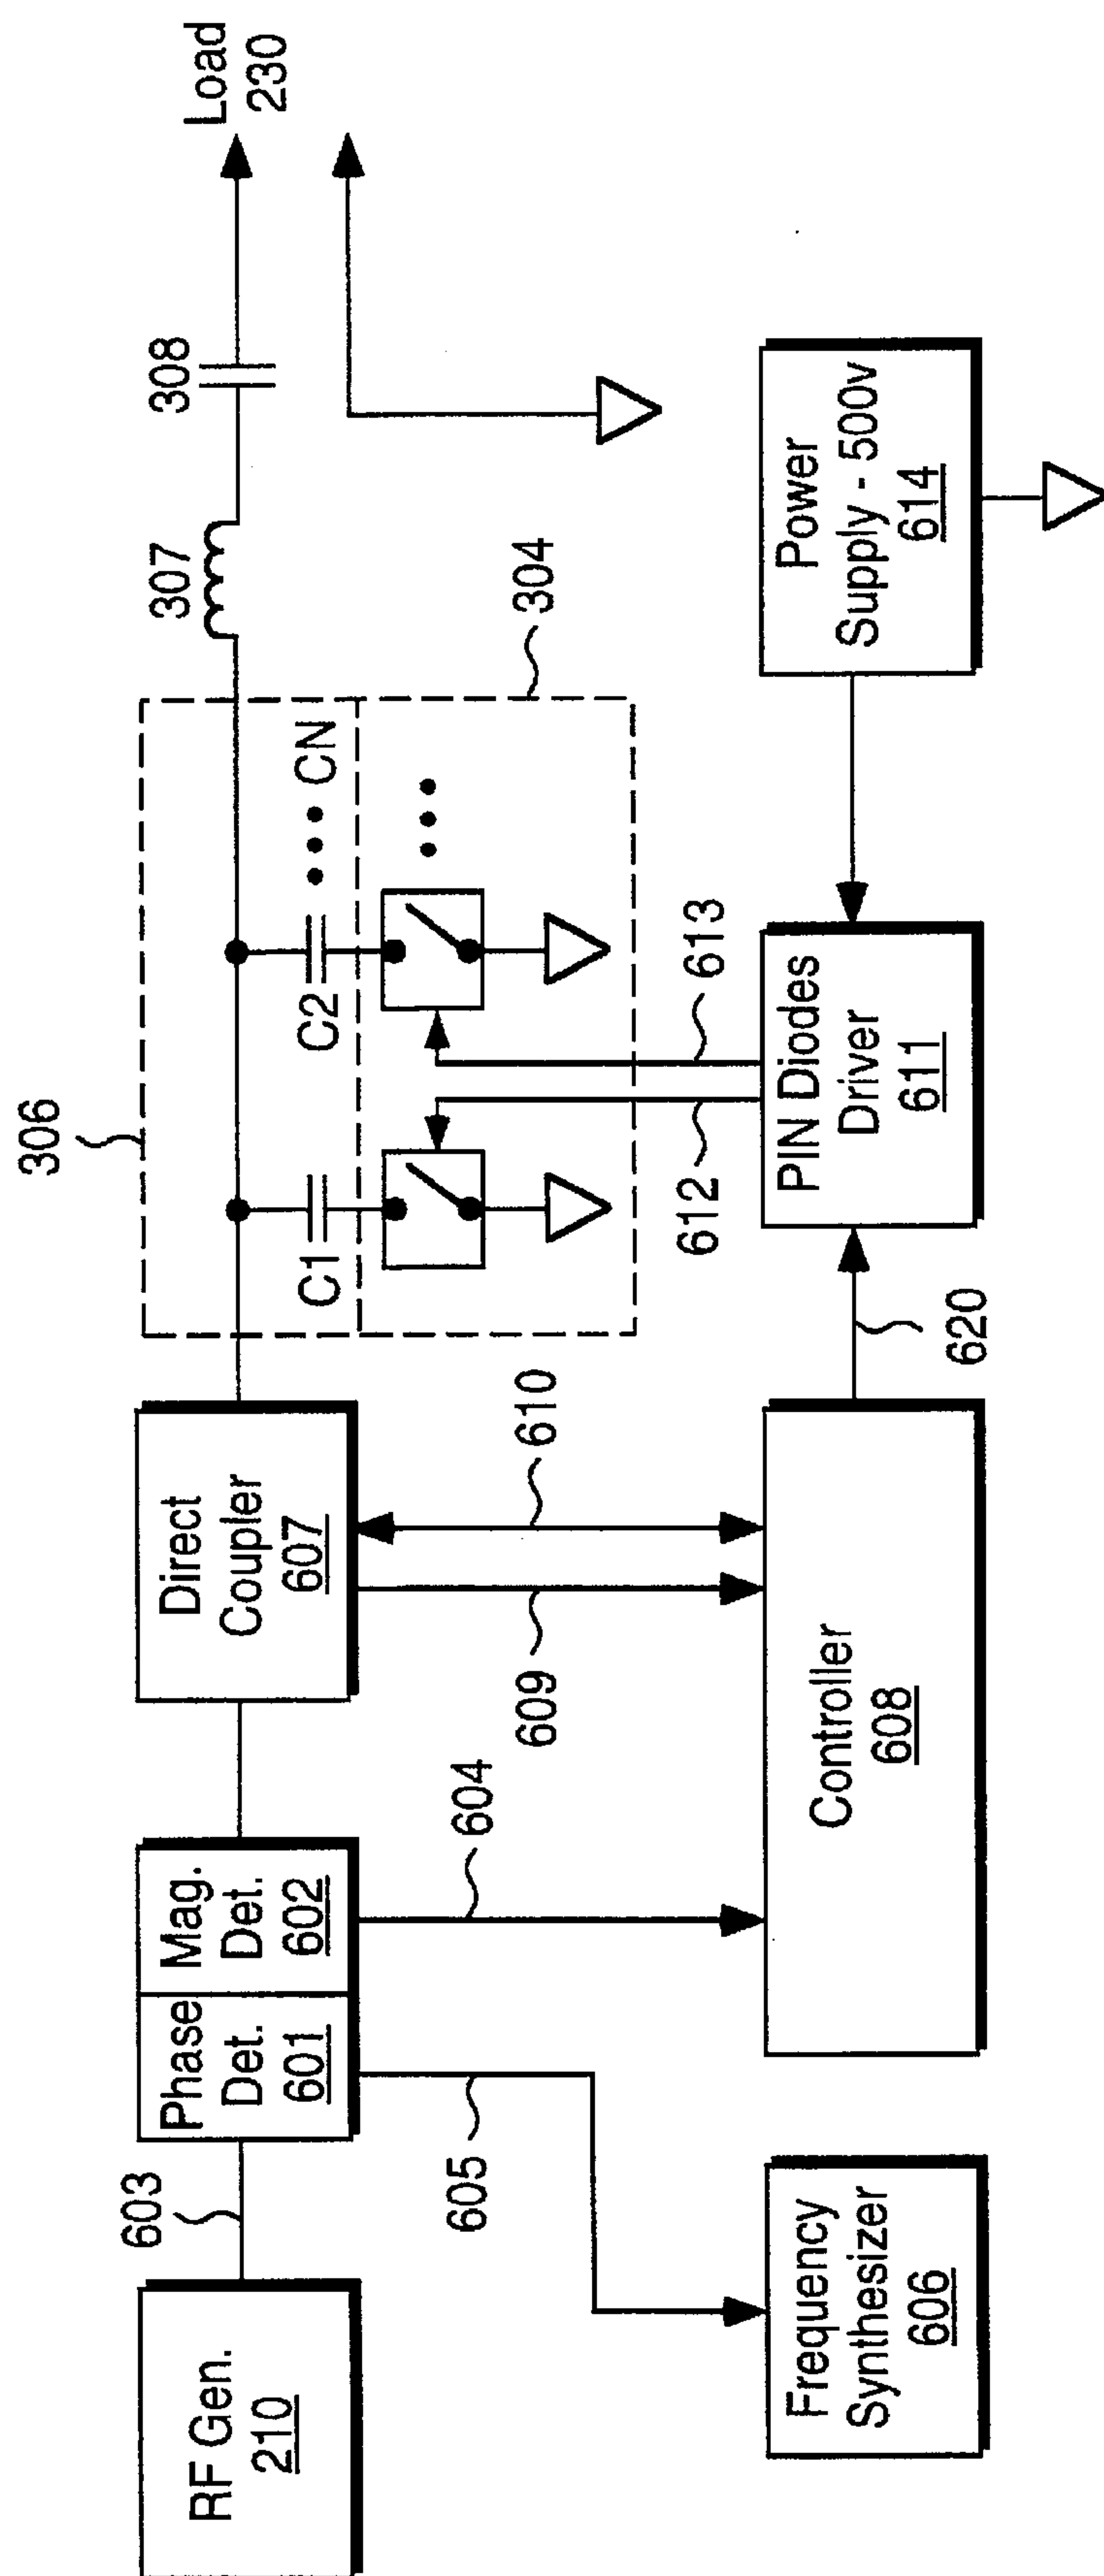 RF Gen.
210
603
Phase
Det.
601
Mag.
Det.
602
Direct
Coupler
607
306
C1
C2
CN
304
307
308
Load
230
605
604
609
610
612
613
Frequency
Synthesizer
606
Controller
608
620
PIN Diodes
Driver
611
Power
Supply - 500v
614